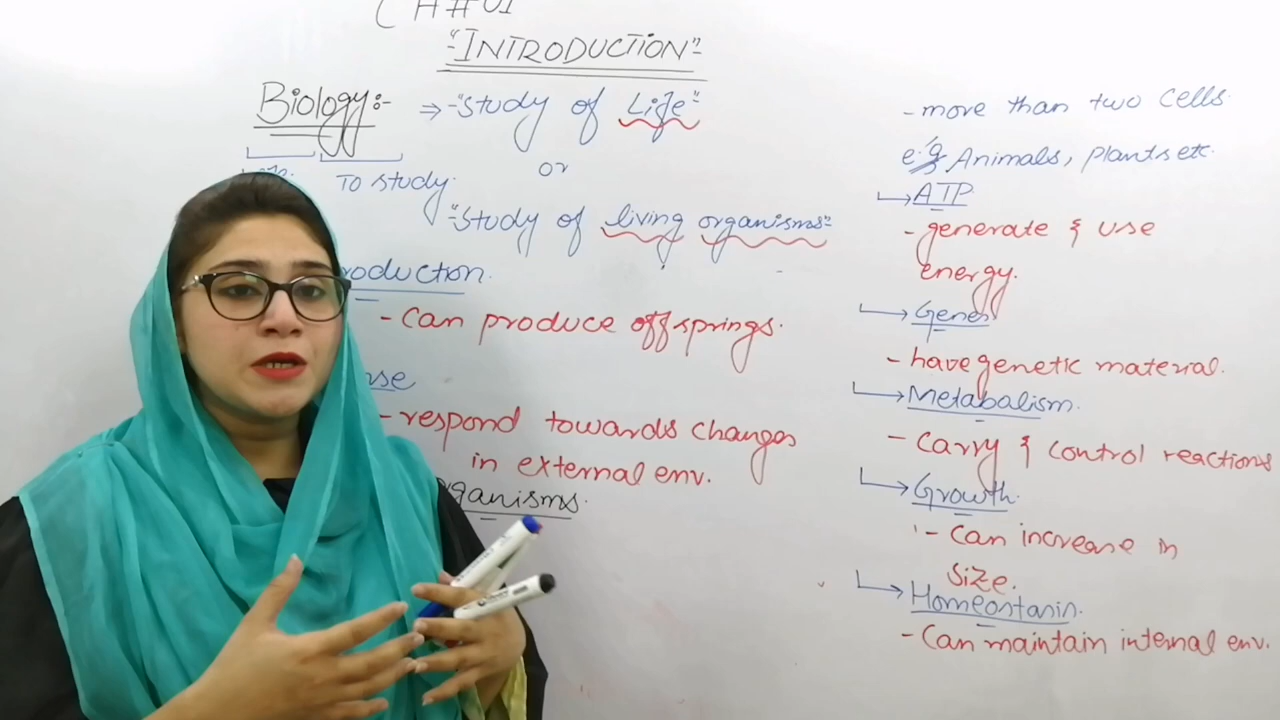 CH#01
"INTRODUCTION"
Biology:- ⇒ "study of Life"
To study.
or
"study of living organisms"
roduction.
- can produce offsprings.
nse
- respond towards changes
in external env.
organisms.
- more than two cells.
e.g Animals, plants etc.
→ ATP
- generate & use
energy.
→ Genes
- have genetic material.
→ Metabalism.
- Carry & control reactions
→ Growth.
- Can increase in
size.
→ Homeostasis.
- Can maintain internal env.